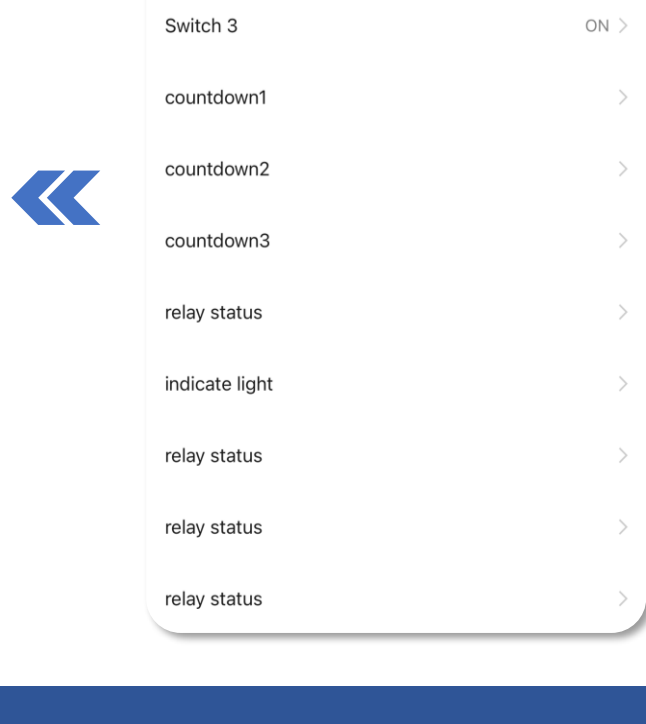 Switch 3 ON
countdown1
countdown2
countdown3
relay status
indicate light
relay status
relay status
relay status